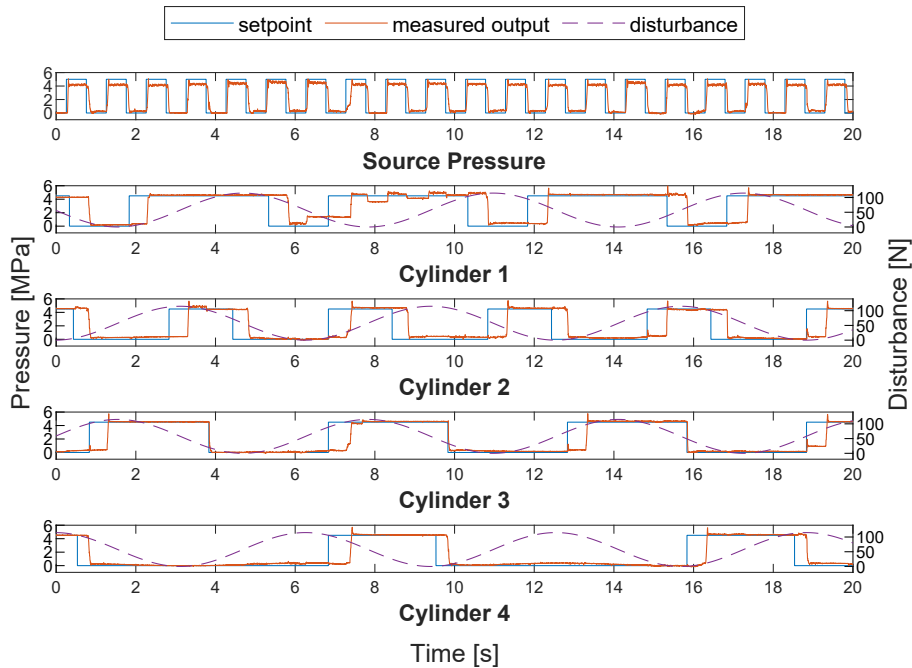 setpoint measured output disturbance
6
4
2
0
0 2 4 6 8 10 12 14 16 18 20
Source Pressure
6
4
2
0
100
50
0
0 2 4 6 8 10 12 14 16 18 20
Cylinder 1
6
4
2
0
100
50
0
0 2 4 6 8 10 12 14 16 18 20
Cylinder 2
6
4
2
0
100
50
0
0 2 4 6 8 10 12 14 16 18 20
Cylinder 3
6
4
2
0
100
50
0
0 2 4 6 8 10 12 14 16 18 20
Cylinder 4
Pressure [MPa]
Disturbance [N]
Time [s]